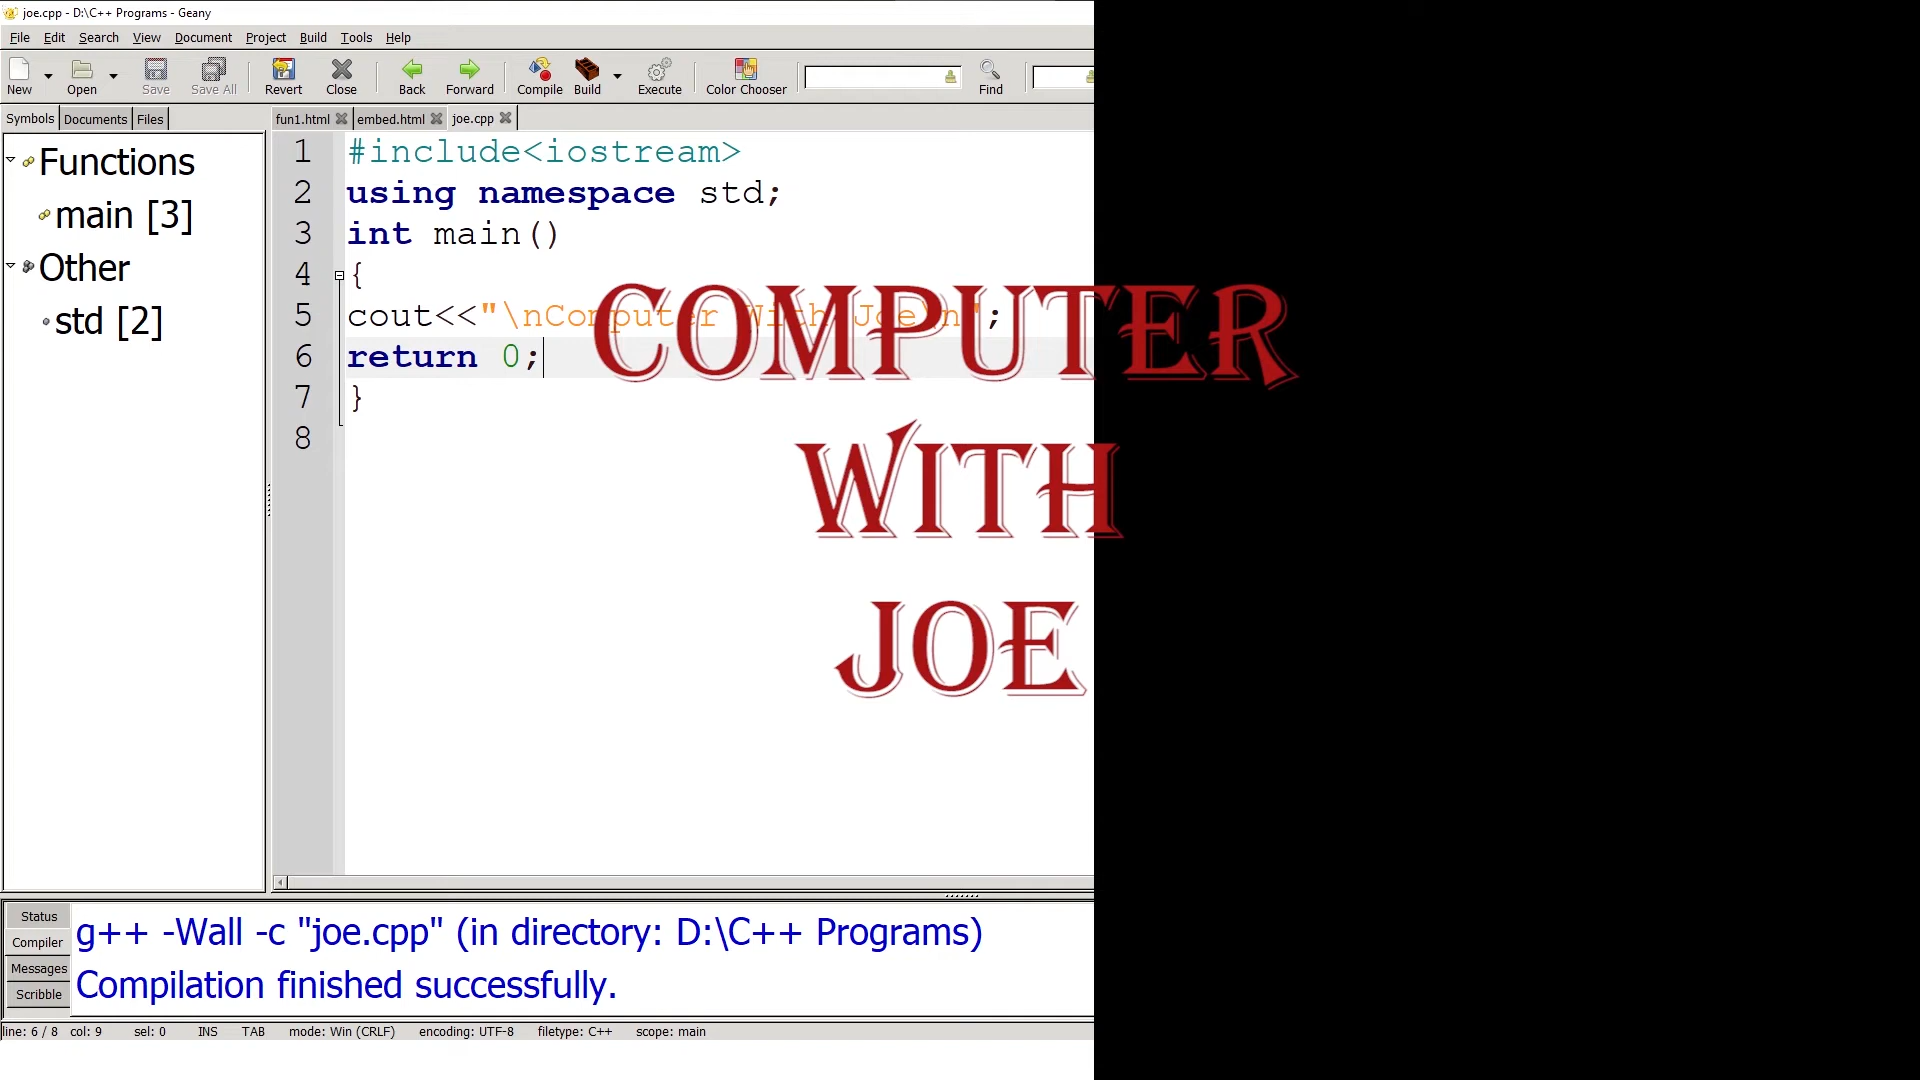 joe.cpp - D:\C++ Programs - Geany
File Edit Search View Document Project Build Tools Help
New Open Save Save All Revert Close Back Forward Compile Build Execute Color Chooser Find
Symbols Documents Files
fun1.html embed.html joe.cpp
Functions
main [3]
Other
std [2]
1 #include<iostream>
2 using namespace std;
3 int main()
4 {
5 cout<<"\nComputer With Joe\n";
6 return 0;
7 }
8
COMPUTER
WITH
JOE
Status
Compiler
Messages
Scribble
g++ -Wall -c "joe.cpp" (in directory: D:\C++ Programs)
Compilation finished successfully.
line: 6 / 8 col: 9 sel: 0 INS TAB mode: Win (CRLF) encoding: UTF-8 filetype: C++ scope: main